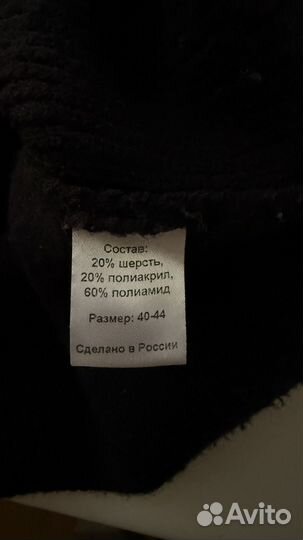 Состав:
20% шерсть,
20% полиакрил,
60% полиамид
Размер: 40-44
Сделано в России
Avito